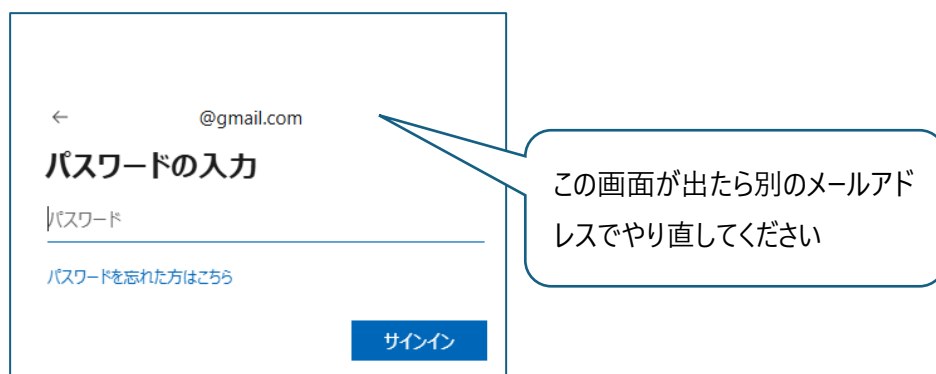 ← @gmail.com
パスワードの入力
パスワード
パスワードを忘れた方はこちら
サインイン
この画面が出たら別のメールアド
レスでやり直してください